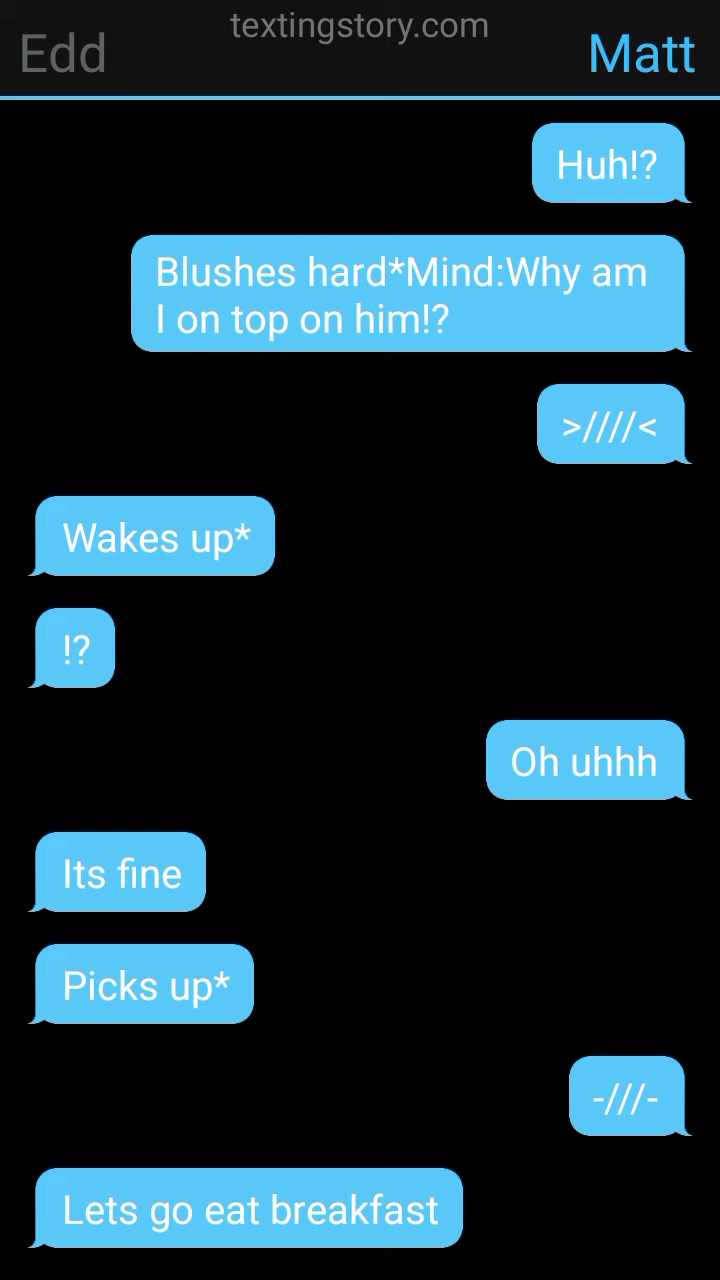 textingstory.com
Edd
Matt
Huh!?
Blushes hard*Mind:Why am
I on top on him!?
>////<
Wakes up*
!?
Oh uhhh
Its fine
Picks up*
-///-
Lets go eat breakfast